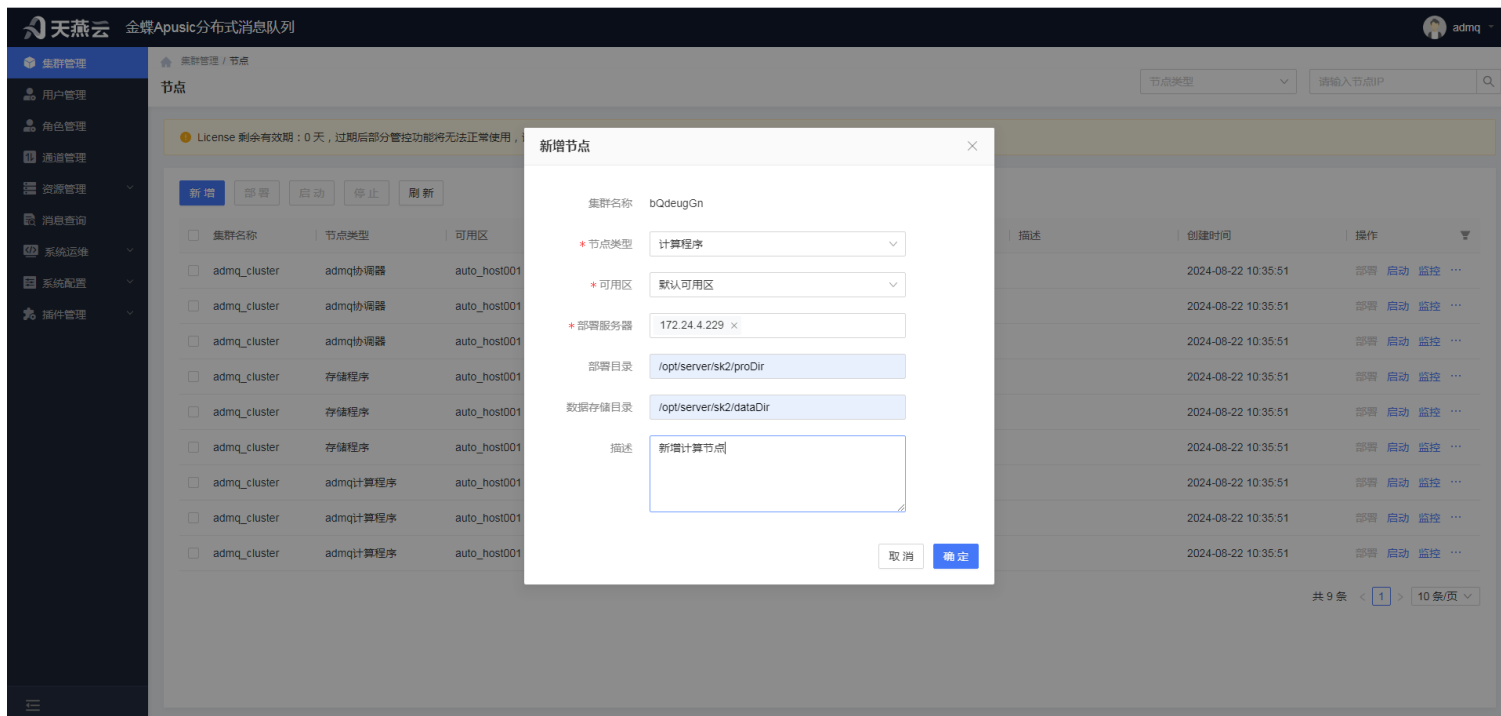 天燕云 金蝶Apusic分布式消息队列 admq
集群管理
用户管理
角色管理
通道管理
资源管理
消息查询
系统运维
系统配置
插件管理
集群管理 / 节点
节点
节点类型 请输入节点IP
License 剩余有效期：0 天，过期后部分管控功能将无法正常使用，
新增 部署 启动 停止 刷新
集群名称 节点类型 可用区 描述 创建时间 操作
admq_cluster admq协调器 auto_host001 2024-08-22 10:35:51 部署 启动 监控 ···
admq_cluster admq协调器 auto_host001 2024-08-22 10:35:51 部署 启动 监控 ···
admq_cluster admq协调器 auto_host001 2024-08-22 10:35:51 部署 启动 监控 ···
admq_cluster 存储程序 auto_host001 2024-08-22 10:35:51 部署 启动 监控 ···
admq_cluster 存储程序 auto_host001 2024-08-22 10:35:51 部署 启动 监控 ···
admq_cluster 存储程序 auto_host001 2024-08-22 10:35:51 部署 启动 监控 ···
admq_cluster admq计算程序 auto_host001 2024-08-22 10:35:51 部署 启动 监控 ···
admq_cluster admq计算程序 auto_host001 2024-08-22 10:35:51 部署 启动 监控 ···
admq_cluster admq计算程序 auto_host001 2024-08-22 10:35:51 部署 启动 监控 ···
共 9 条 < 1 > 10 条/页
新增节点 ×
集群名称 bQdeugGn
* 节点类型 计算程序
* 可用区 默认可用区
* 部署服务器 172.24.4.229 ×
部署目录 /opt/server/sk2/proDir
数据存储目录 /opt/server/sk2/dataDir
描述 新增计算节点
取消 确定